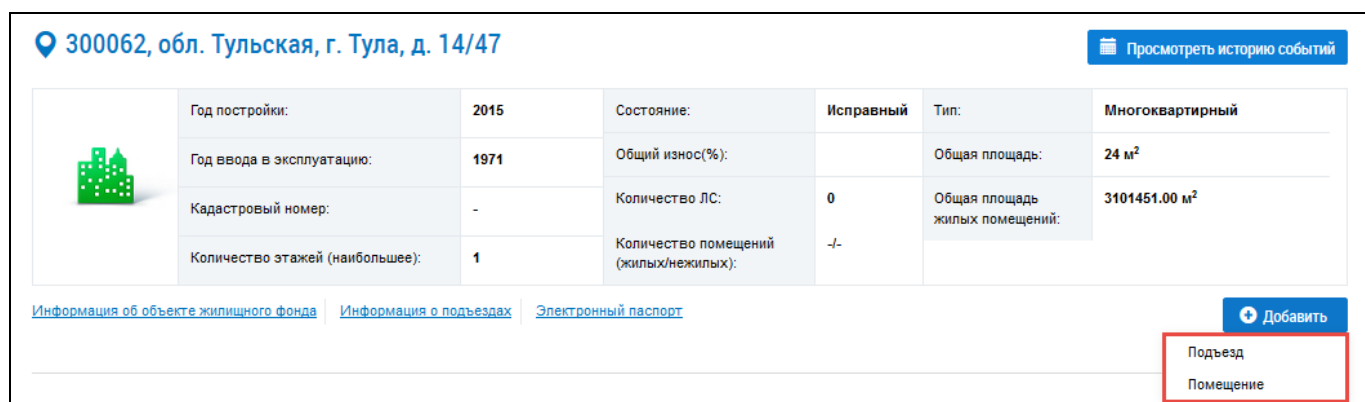 300062, обл. Тульская, г. Тула, д. 14/47
Просмотреть историю событий
Год постройки: 2015 Состояние: Исправный Тип: Многоквартирный
Год ввода в эксплуатацию: 1971 Общий износ(%): Общая площадь: 24 м²
Кадастровый номер: - Количество ЛС: 0 Общая площадь
жилых помещений: 3101451.00 м²
Количество этажей (наибольшее): 1 Количество помещений
(жилых/нежилых): -/-
Информация об объекте жилищного фонда Информация о подъездах Электронный паспорт
Добавить
Подъезд
Помещение